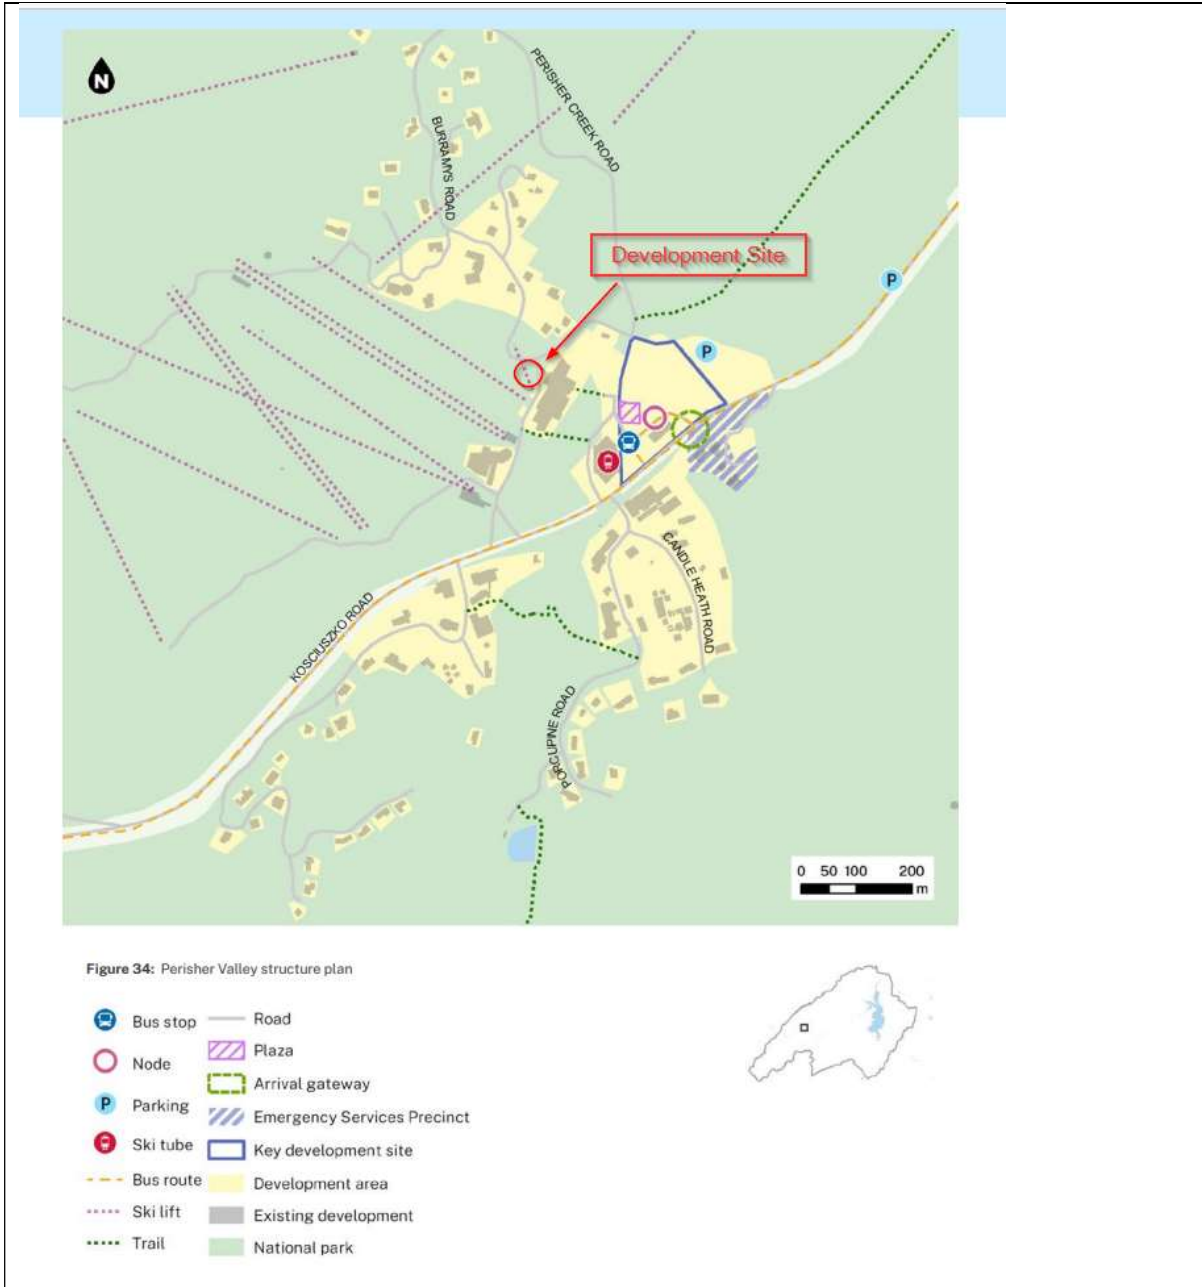 N
PERISHER CREEK ROAD
BURRAMYS ROAD
Development Site
P
P
CANDLE HEATH ROAD
KOSCIUSZKO ROAD
PORCUPINE ROAD
0 50 100 200
m
Figure 34: Perisher Valley structure plan
Bus stop
Node
P Parking
Ski tube
Bus route
Ski lift
Trail
Road
Plaza
Arrival gateway
Emergency Services Precinct
Key development site
Development area
Existing development
National park